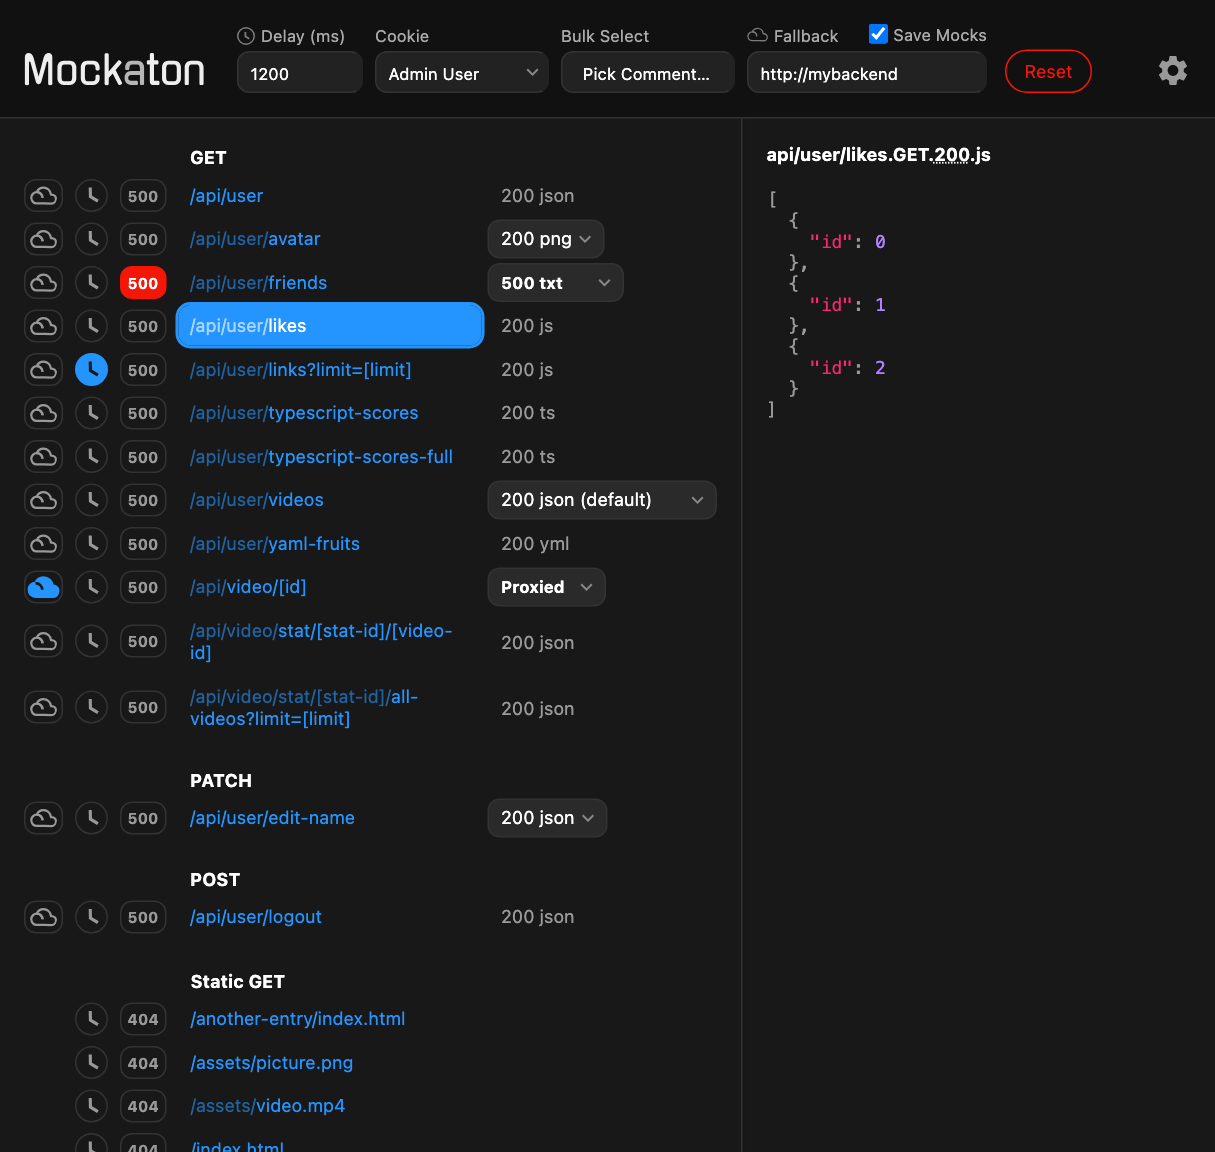 Mockaton
Delay (ms)
1200
Cookie
Admin User
Bulk Select
Pick Comment...
Fallback
Save Mocks
http://mybackend
Reset
GET
500 /api/user 200 json
500 /api/user/avatar 200 png
500 /api/user/friends 500 txt
500 /api/user/likes 200 js
500 /api/user/links?limit=[limit] 200 js
500 /api/user/typescript-scores 200 ts
500 /api/user/typescript-scores-full 200 ts
500 /api/user/videos 200 json (default)
500 /api/user/yaml-fruits 200 yml
500 /api/video/[id] Proxied
500 /api/video/stat/[stat-id]/[video-
id] 200 json
500 /api/video/stat/[stat-id]/all-
videos?limit=[limit] 200 json
PATCH
500 /api/user/edit-name 200 json
POST
500 /api/user/logout 200 json
Static GET
404 /another-entry/index.html
404 /assets/picture.png
404 /assets/video.mp4
404 /index.html
api/user/likes.GET.200.js
[
  {
    "id": 0
  },
  {
    "id": 1
  },
  {
    "id": 2
  }
]